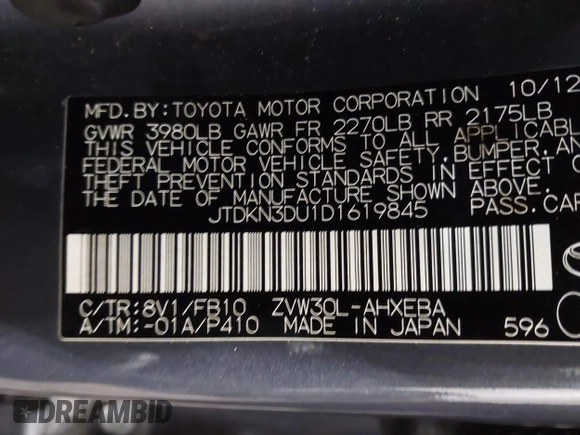 10/12
MFD. BY: TOYOTA MOTOR CORPORATION
GVWR 3980LB GAWR FR 2270LB RR 2175LB
THIS VEHICLE CONFORMS TO ALL APPLICABL
FEDERAL MOTOR VEHICLE SAFETY, BUMPER, AN
THEFT PREVENTION STANDARDS IN EFFECT O
THE DATE OF MANUFACTURE SHOWN ABOVE.
JTDKN3DU1D1619845 PASS. CAR
C/TR: 8V1/FB10 ZVW30L-AHXEBA
A/TM: -01A/P410 MADE IN JAPAN 596
DREAMBID